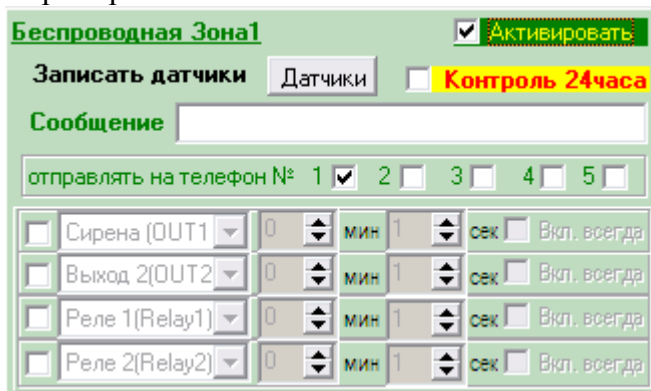 Беспроводная Зона1 Активировать
Записать датчики Датчики Контроль 24часа
Сообщение
отправлять на телефон № 1 2 3 4 5
Сирена (OUT1 0 мин 1 сек Вкл. всегда
Выход 2(OUT2 0 мин 1 сек Вкл. всегда
Реле 1(Relay1) 0 мин 1 сек Вкл. всегда
Реле 2(Relay2) 0 мин 1 сек Вкл. всегда